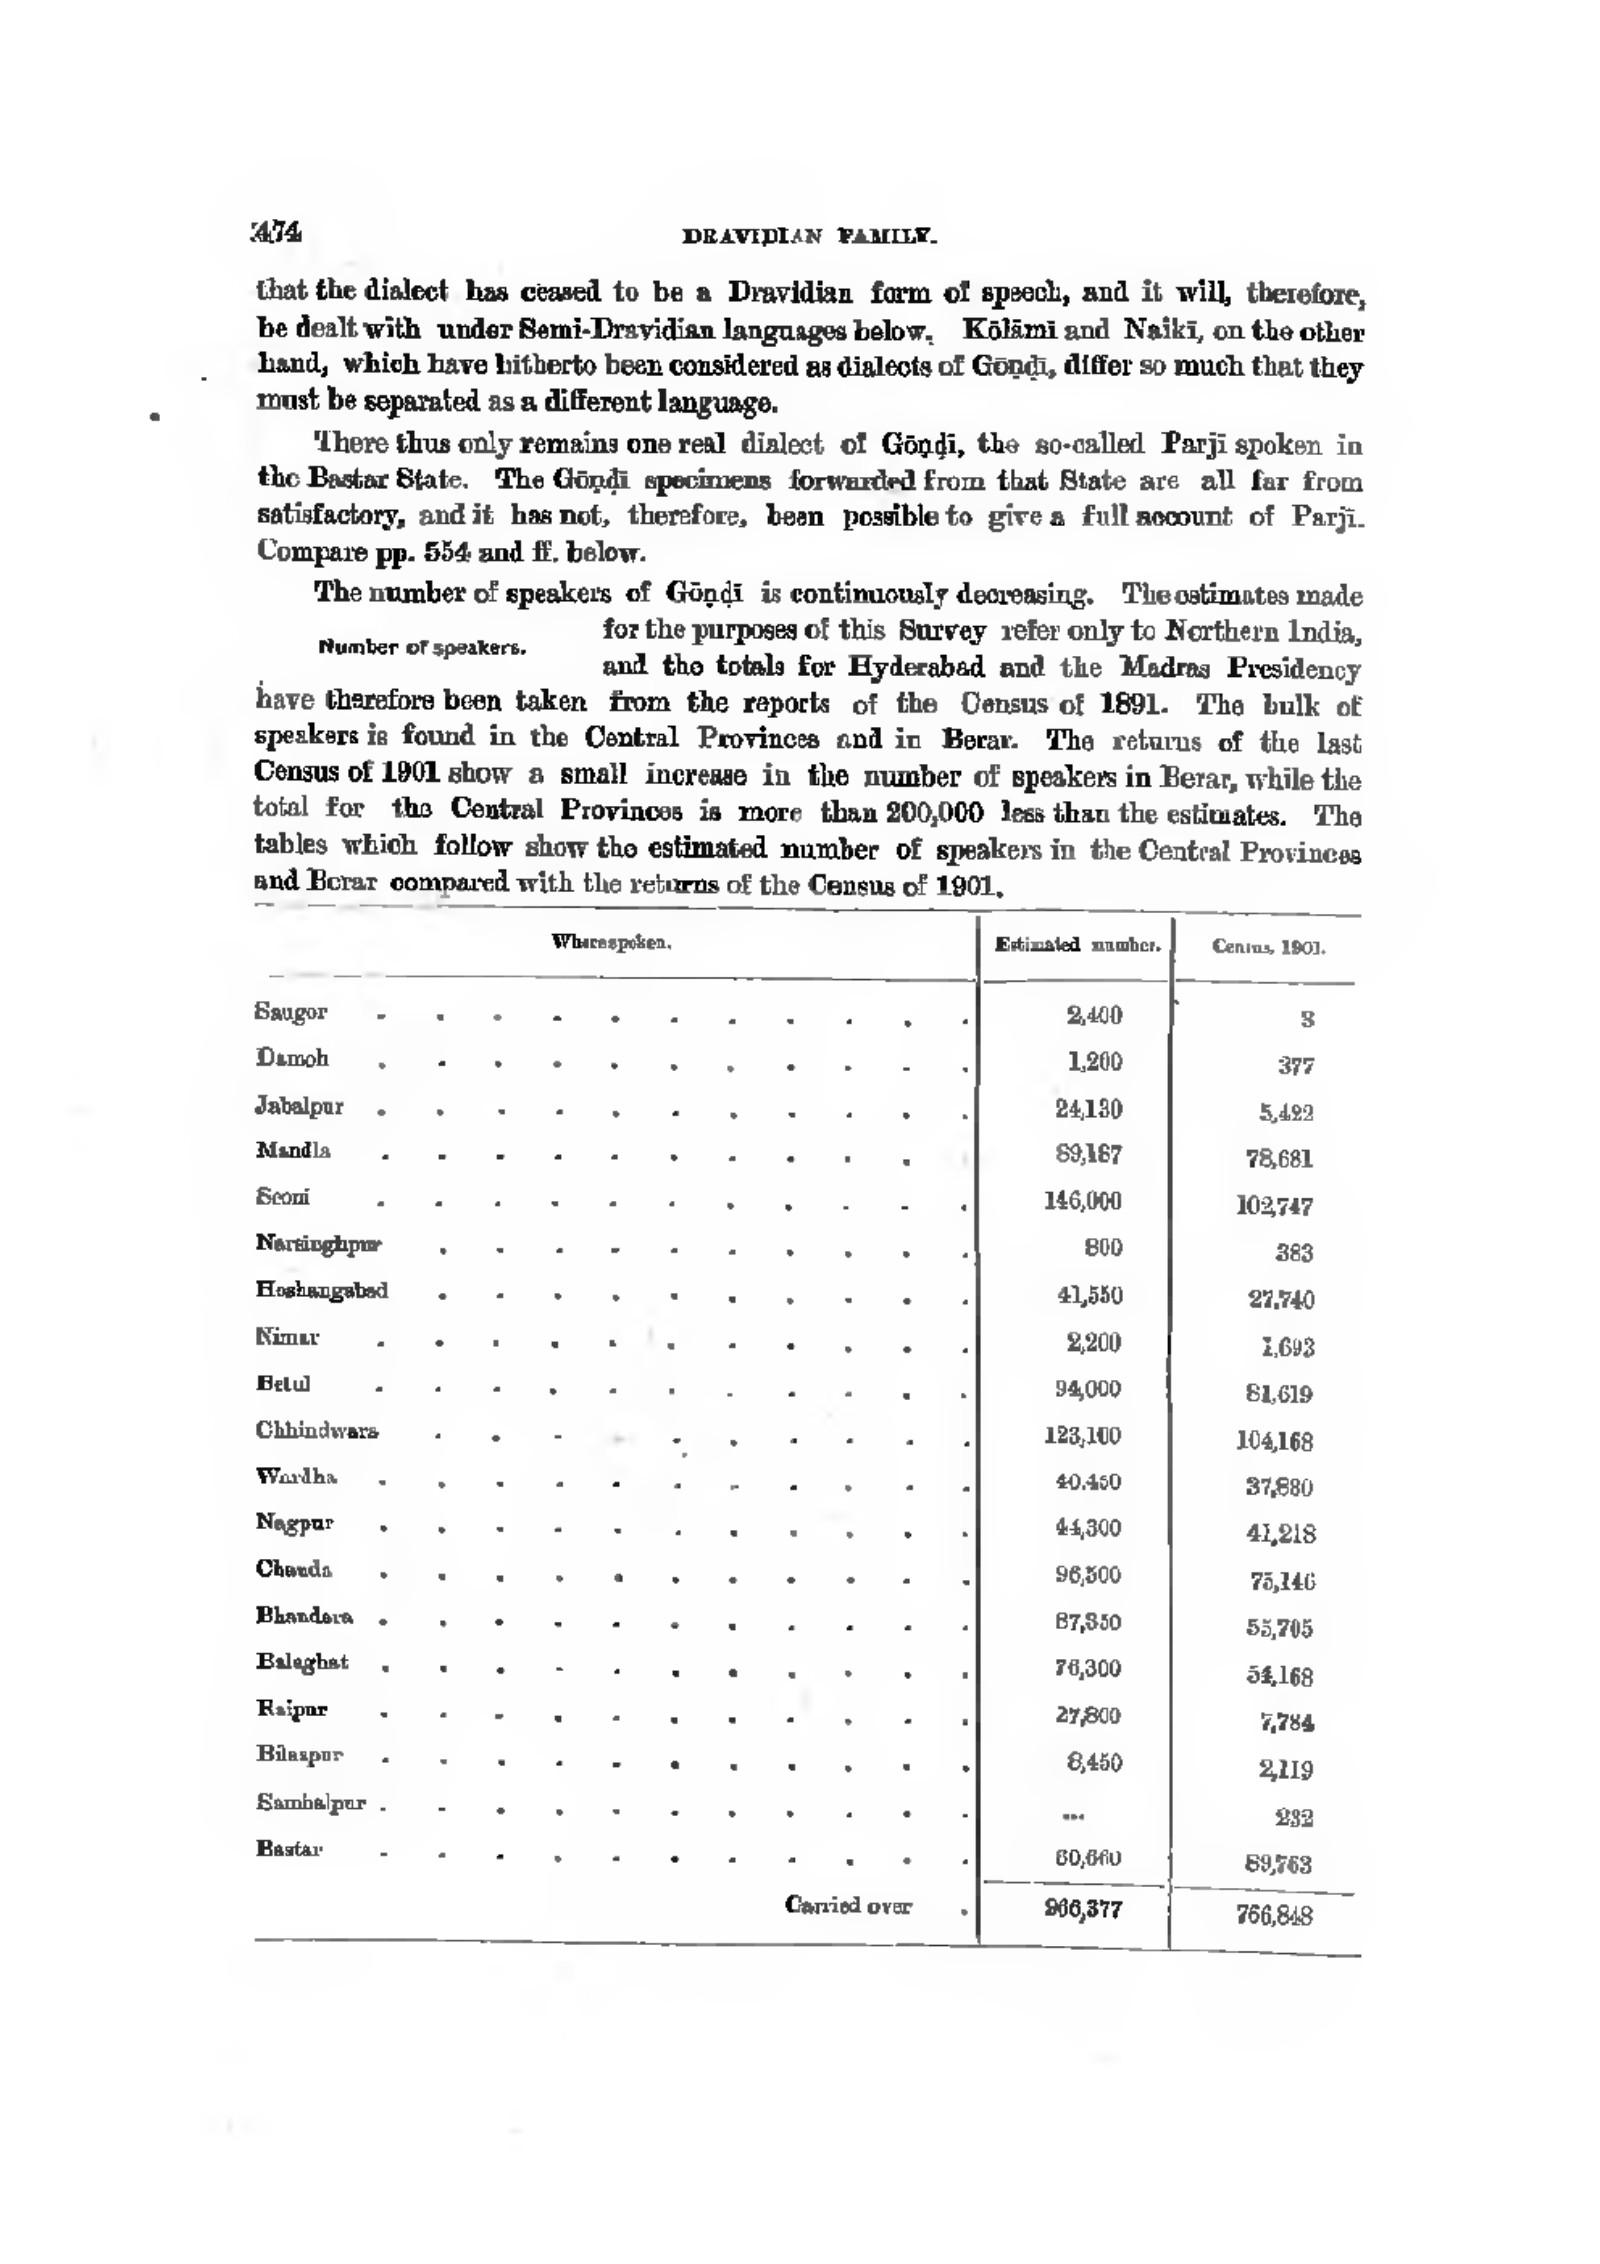 474
DRAVIDIAN FAMILY.
that the dialect has ceased to be a Dravidian form of speech, and it will, therefore,
be dealt with under Semi-Dravidian languages below. Kōlāmī and Naikī, on the other
hand, which have hitherto been considered as dialects of Gōṇḍī, differ so much that they
must be separated as a different language.
There thus only remains one real dialect of Gōṇḍī, the so-called Parjī spoken in
the Bastar State. The Gōṇḍī specimens forwarded from that State are all far from
satisfactory, and it has not, therefore, been possible to give a full account of Parjī.
Compare pp. 554 and ff. below.
The number of speakers of Gōṇḍī is continuously decreasing. The estimates made
Number of speakers.
for the purposes of this Survey refer only to Northern India,
and the totals for Hyderabad and the Madras Presidency
have therefore been taken from the reports of the Census of 1891. The bulk of
speakers is found in the Central Provinces and in Berar. The returns of the last
Census of 1901 show a small increase in the number of speakers in Berar, while the
total for the Central Provinces is more than 200,000 less than the estimates. The
tables which follow show the estimated number of speakers in the Central Provinces
and Berar compared with the returns of the Census of 1901.
Where spoken. Estimated number. Census, 1901.
Saugor . . . . . . . . . . . 2,400 3
Damoh . . . . . . . . . . . 1,200 377
Jabalpur . . . . . . . . . . . 24,130 5,422
Mandla . . . . . . . . . . 89,187 78,681
Seoni . . . . . . . . . . . 146,000 102,747
Narsinghpur . . . . . . . . . . 800 383
Hoshangabad . . . . . . . . . . 41,550 27,740
Nimar . . . . . . . . . . . 2,200 1,693
Betul . . . . . . . . . . . 94,000 81,619
Chhindwara . . . . . . . . . . 123,100 104,168
Wardha . . . . . . . . . . . 40,450 37,880
Nagpur . . . . . . . . . . . 44,300 41,218
Chanda . . . . . . . . . . . 96,500 75,146
Bhandara . . . . . . . . . . . 87,350 55,705
Balaghat . . . . . . . . . . . 76,300 54,168
Raipur . . . . . . . . . . . 27,800 7,784
Bilaspur . . . . . . . . . . . 8,450 2,119
Sambalpur . . . . . . . . . . . ... 232
Bastar . . . . . . . . . . . 60,660 89,763
Carried over . 966,377 766,848